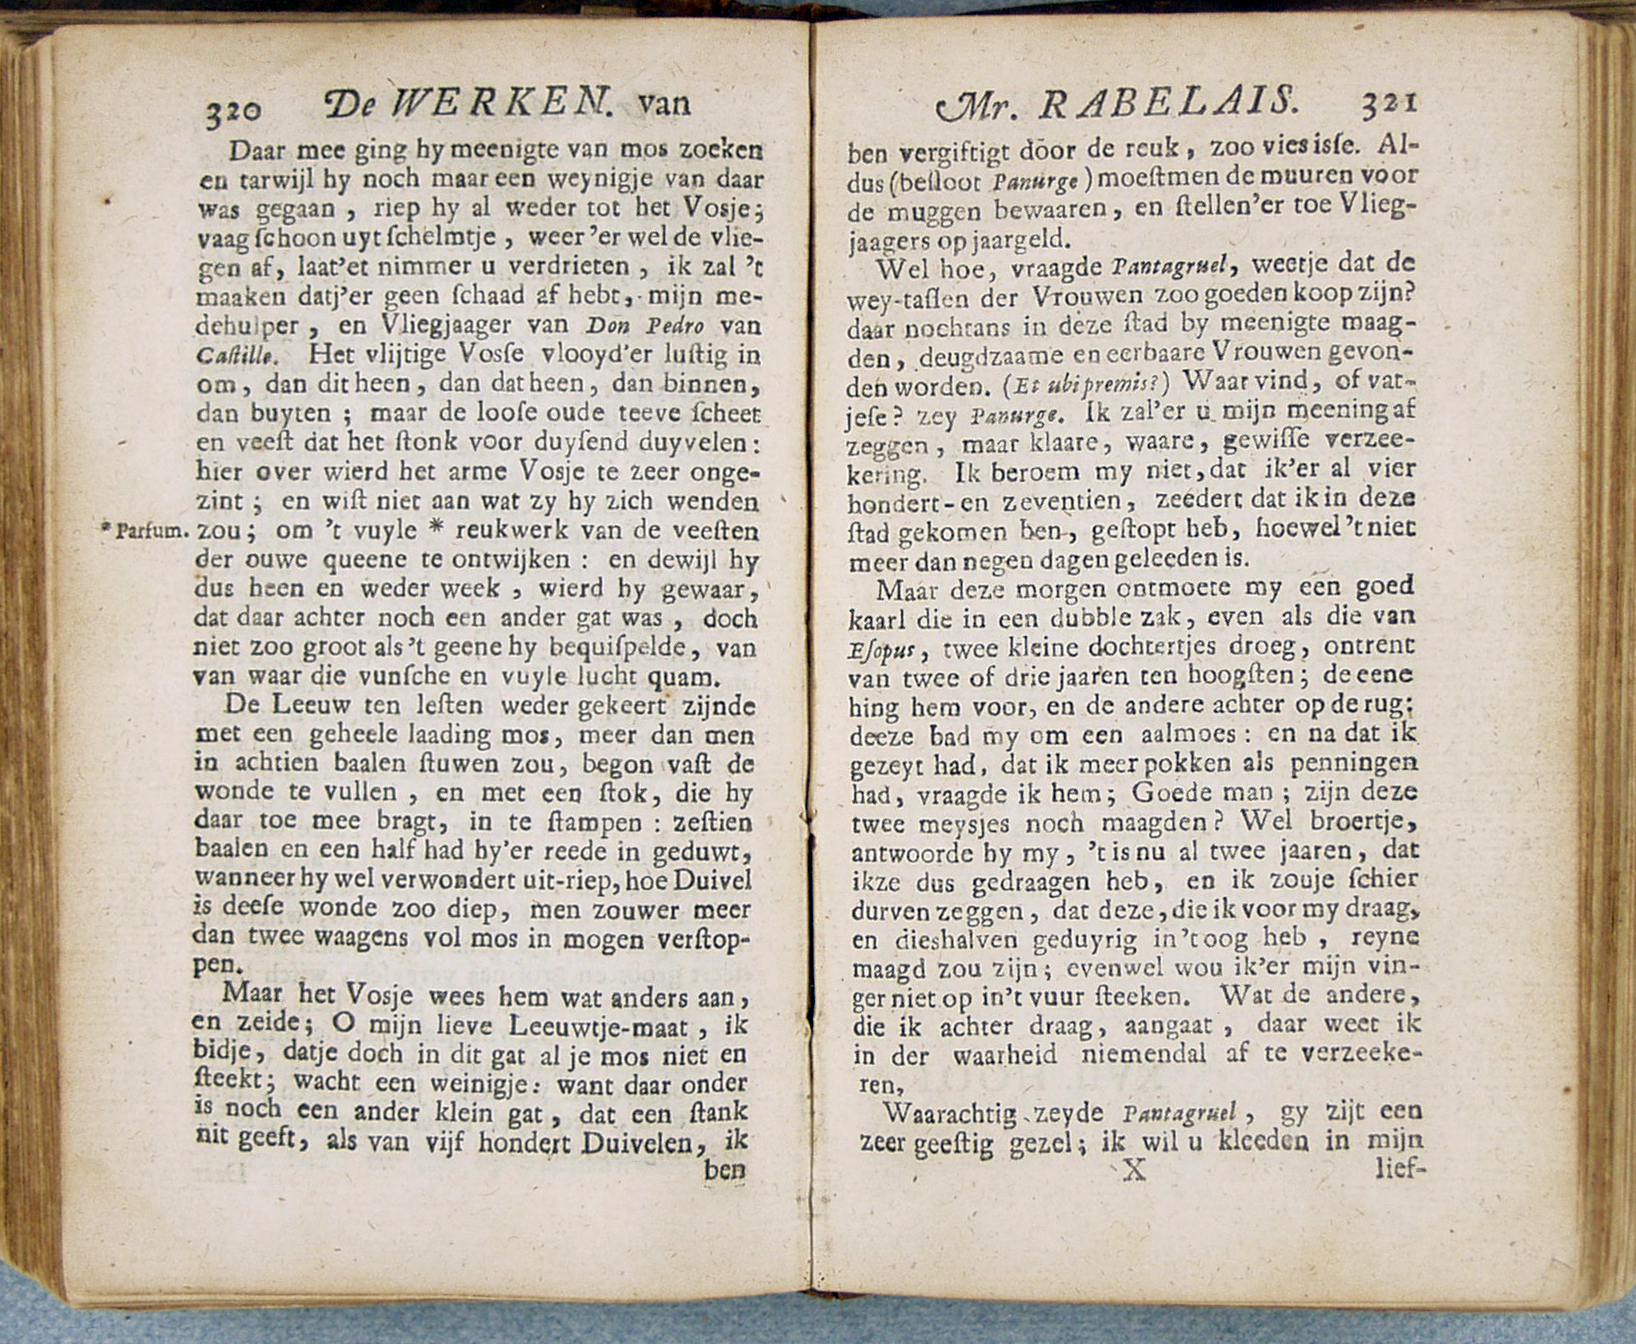 320 De WERKEN. van
Daar mee ging hy meenigte van mos zoeken
en tarwijl hy noch maar een weynigje van daar
was gegaan , riep hy al weder tot het Vosje;
vaag ſchoon uyt ſchelmtje , weer 'er wel de vlie-
gen af, laat'et nimmer u verdrieten , ik zal 't
maaken datj'er geen ſchaad af hebt, mijn me-
dehulper , en Vliegjaager van Don Pedro van
Caſtille. Het vlijtige Vosſe vlooyd'er luſtig in
om, dan dit heen, dan dat heen, dan binnen,
dan buyten ; maar de looſe oude teeve ſcheet
en veeſt dat het ſtonk voor duyſend duyvelen:
hier over wierd het arme Vosje te zeer onge-
zint ; en wiſt niet aan wat zy hy zich wenden
* Parfum. zou; om 't vuyle * reukwerk van de veeſten
der ouwe queene te ontwijken : en dewijl hy
dus heen en weder week , wierd hy gewaar,
dat daar achter noch een ander gat was , doch
niet zoo groot als 't geene hy bequiſpelde, van
van waar die vunſche en vuyle lucht quam.
De Leeuw ten leſten weder gekeert zijnde
met een geheele laading mos, meer dan men
in achtien baalen ſtuwen zou, begon vaſt de
wonde te vullen , en met een ſtok, die hy
daar toe mee bragt, in te ſtampen : zeſtien
baalen en een half had hy'er reede in geduwt,
wanneer hy wel verwondert uit-riep, hoe Duivel
is deeſe wonde zoo diep, men zouwer meer
dan twee waagens vol mos in mogen verſtop-
pen.
Maar het Vosje wees hem wat anders aan,
en zeide; O mijn lieve Leeuwtje-maat , ik
bidje, datje doch in dit gat al je mos niet en
ſteekt; wacht een weinigje: want daar onder
is noch een ander klein gat, dat een ſtank
uit geeft, als van vijf hondert Duivelen, ik
ben
Mr. RABELAIS. 321
ben vergiftigt door de reuk , zoo vies isſe. Al-
dus (beſloot Panurge) moeſtmen de muuren voor
de muggen bewaaren, en ſtellen'er toe Vlieg-
jaagers op jaargeld.
Wel hoe, vraagde Pantagruel, weetje dat de
wey-taſſen der Vrouwen zoo goeden koop zijn?
daar nochtans in deze ſtad by meenigte maag-
den, deugdzaame en eerbaare Vrouwen gevon-
den worden. (Et ubi premis?) Waar vind, of vat-
jeſe? zey Panurge. Ik zal'er u mijn meening af
zeggen, maar klaare, waare, gewiſſe verzee-
kering. Ik beroem my niet, dat ik'er al vier
hondert- en zeventien, zeedert dat ik in deze
ſtad gekomen ben, geſtopt heb, hoewel 't niet
meer dan negen dagen geleeden is.
Maar deze morgen ontmoete my een goed
kaarl die in een dubble zak, even als die van
Eſopus, twee kleine dochtertjes droeg, ontrent
van twee of drie jaaren ten hoogſten; de eene
hing hem voor, en de andere achter op de rug;
deeze bad my om een aalmoes : en na dat ik
gezeyt had, dat ik meer pokken als penningen
had, vraagde ik hem; Goede man ; zijn deze
twee meysjes noch maagden? Wel broertje,
antwoorde hy my, 't is nu al twee jaaren, dat
ikze dus gedraagen heb, en ik zouje ſchier
durven zeggen, dat deze, die ik voor my draag,
en dieshalven geduyrig in't oog heb , reyne
maagd zou zijn; evenwel wou ik'er mijn vin-
ger niet op in't vuur ſteeken. Wat de andere,
die ik achter draag, aangaat , daar weet ik
in der waarheid niemendal af te verzeeke-
ren,
Waarachtig zeyde Pantagruel , gy zijt een
zeer geeſtig gezel; ik wil u kleeden in mijn
X lief-